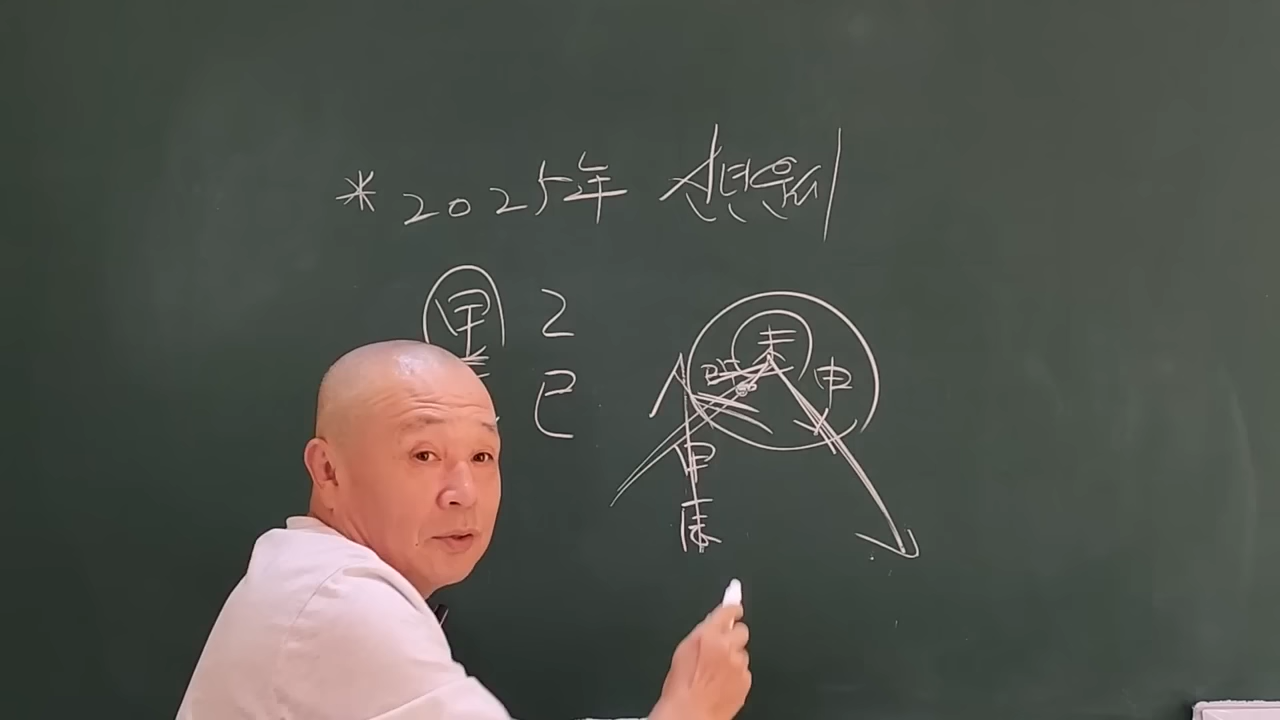 *2025年 신년운세
甲 乙
未
巳 申
甲
辰